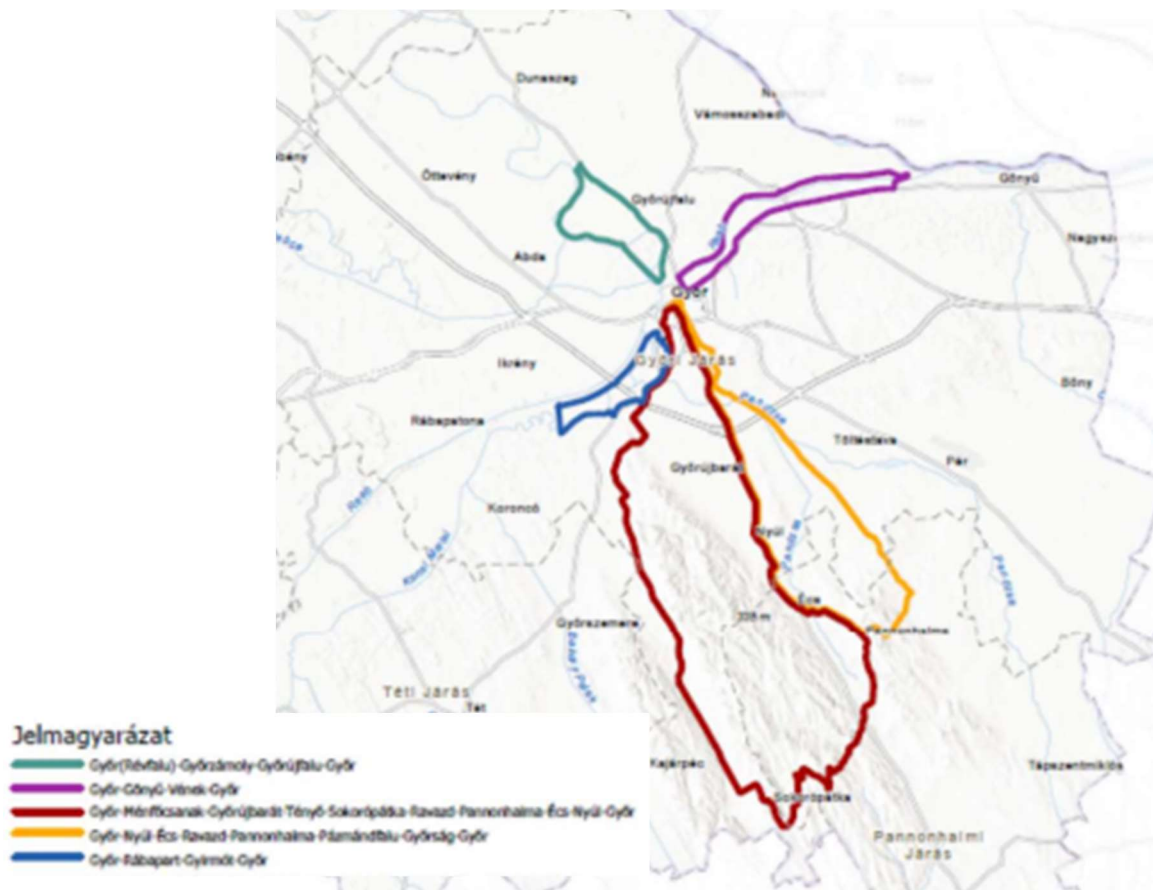 Dunaszeg
Vámosszabadi
Öttevény
Győrújfalu
Gönyű
Abda
Győr
Győri Járás
Ikrény
Bőny
Rábapatona
Töltéstava
Győrújbarát
Pér
Koroncó
Nyúl
Écs
Győrszemere
Pannonhalma
Téti Járás
Tét
Jelmagyarázat
Győr(Révfalu)-Győrzámoly-Győrújfalu-Győr
Győr-Gönyű-Vének-Győr
Győr-Ménfőcsanak-Győrújbarát-Tényő-Sokorópátka-Ravazd-Pannonhalma-Écs-Nyúl-Győr
Győr-Nyúl-Écs-Ravazd-Pannonhalma-Pázmándfalu-Győrság-Győr
Győr-Rábapart-Gyirmót-Győr
Kajárpéc
Tápszentmiklós
Sokorópátka
Pannonhalmi
Járás